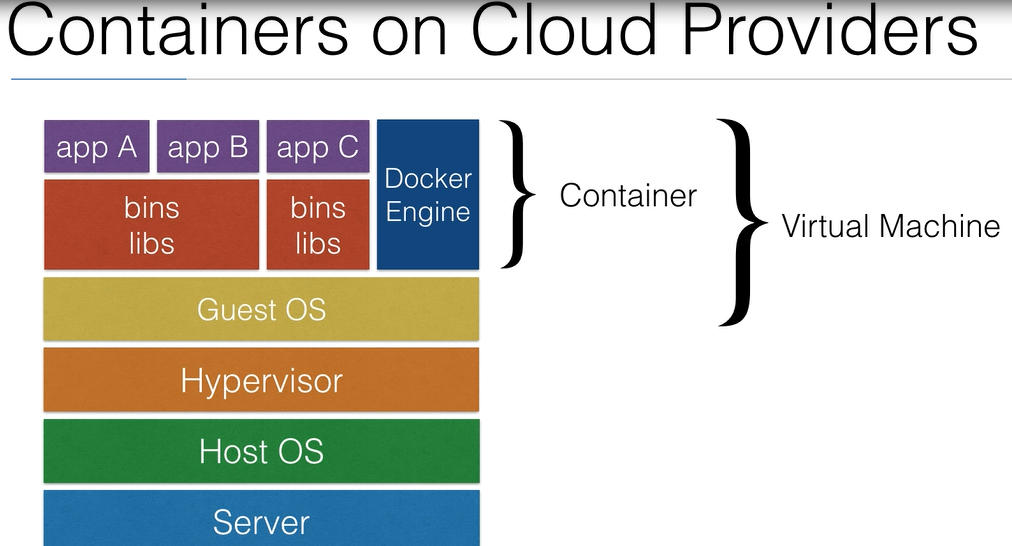 Containers on Cloud Providers
app A
app B
app C
Docker
Engine
bins
libs
bins
libs
Container
Virtual Machine
Guest OS
Hypervisor
Host OS
Server